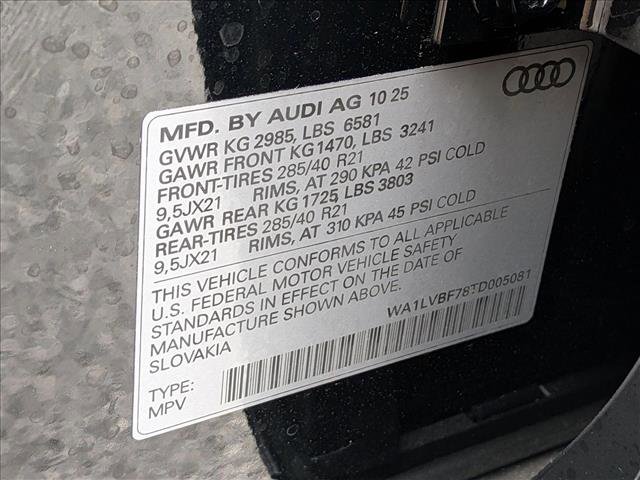 MFD. BY AUDI AG 10 25
GVWR KG 2985, LBS 6581
GAWR FRONT KG1470, LBS 3241
FRONT-TIRES 285/40 R21
9,5JX21 RIMS, AT 290 KPA 42 PSI COLD
GAWR REAR KG 1725, LBS 3803
REAR-TIRES 285/40 R21
9,5JX21 RIMS, AT 310 KPA 45 PSI COLD
THIS VEHICLE CONFORMS TO ALL APPLICABLE
U.S. FEDERAL MOTOR VEHICLE SAFETY
STANDARDS IN EFFECT ON THE DATE OF
MANUFACTURE SHOWN ABOVE.
SLOVAKIA
WA1LVBF78TD005081
TYPE:
MPV